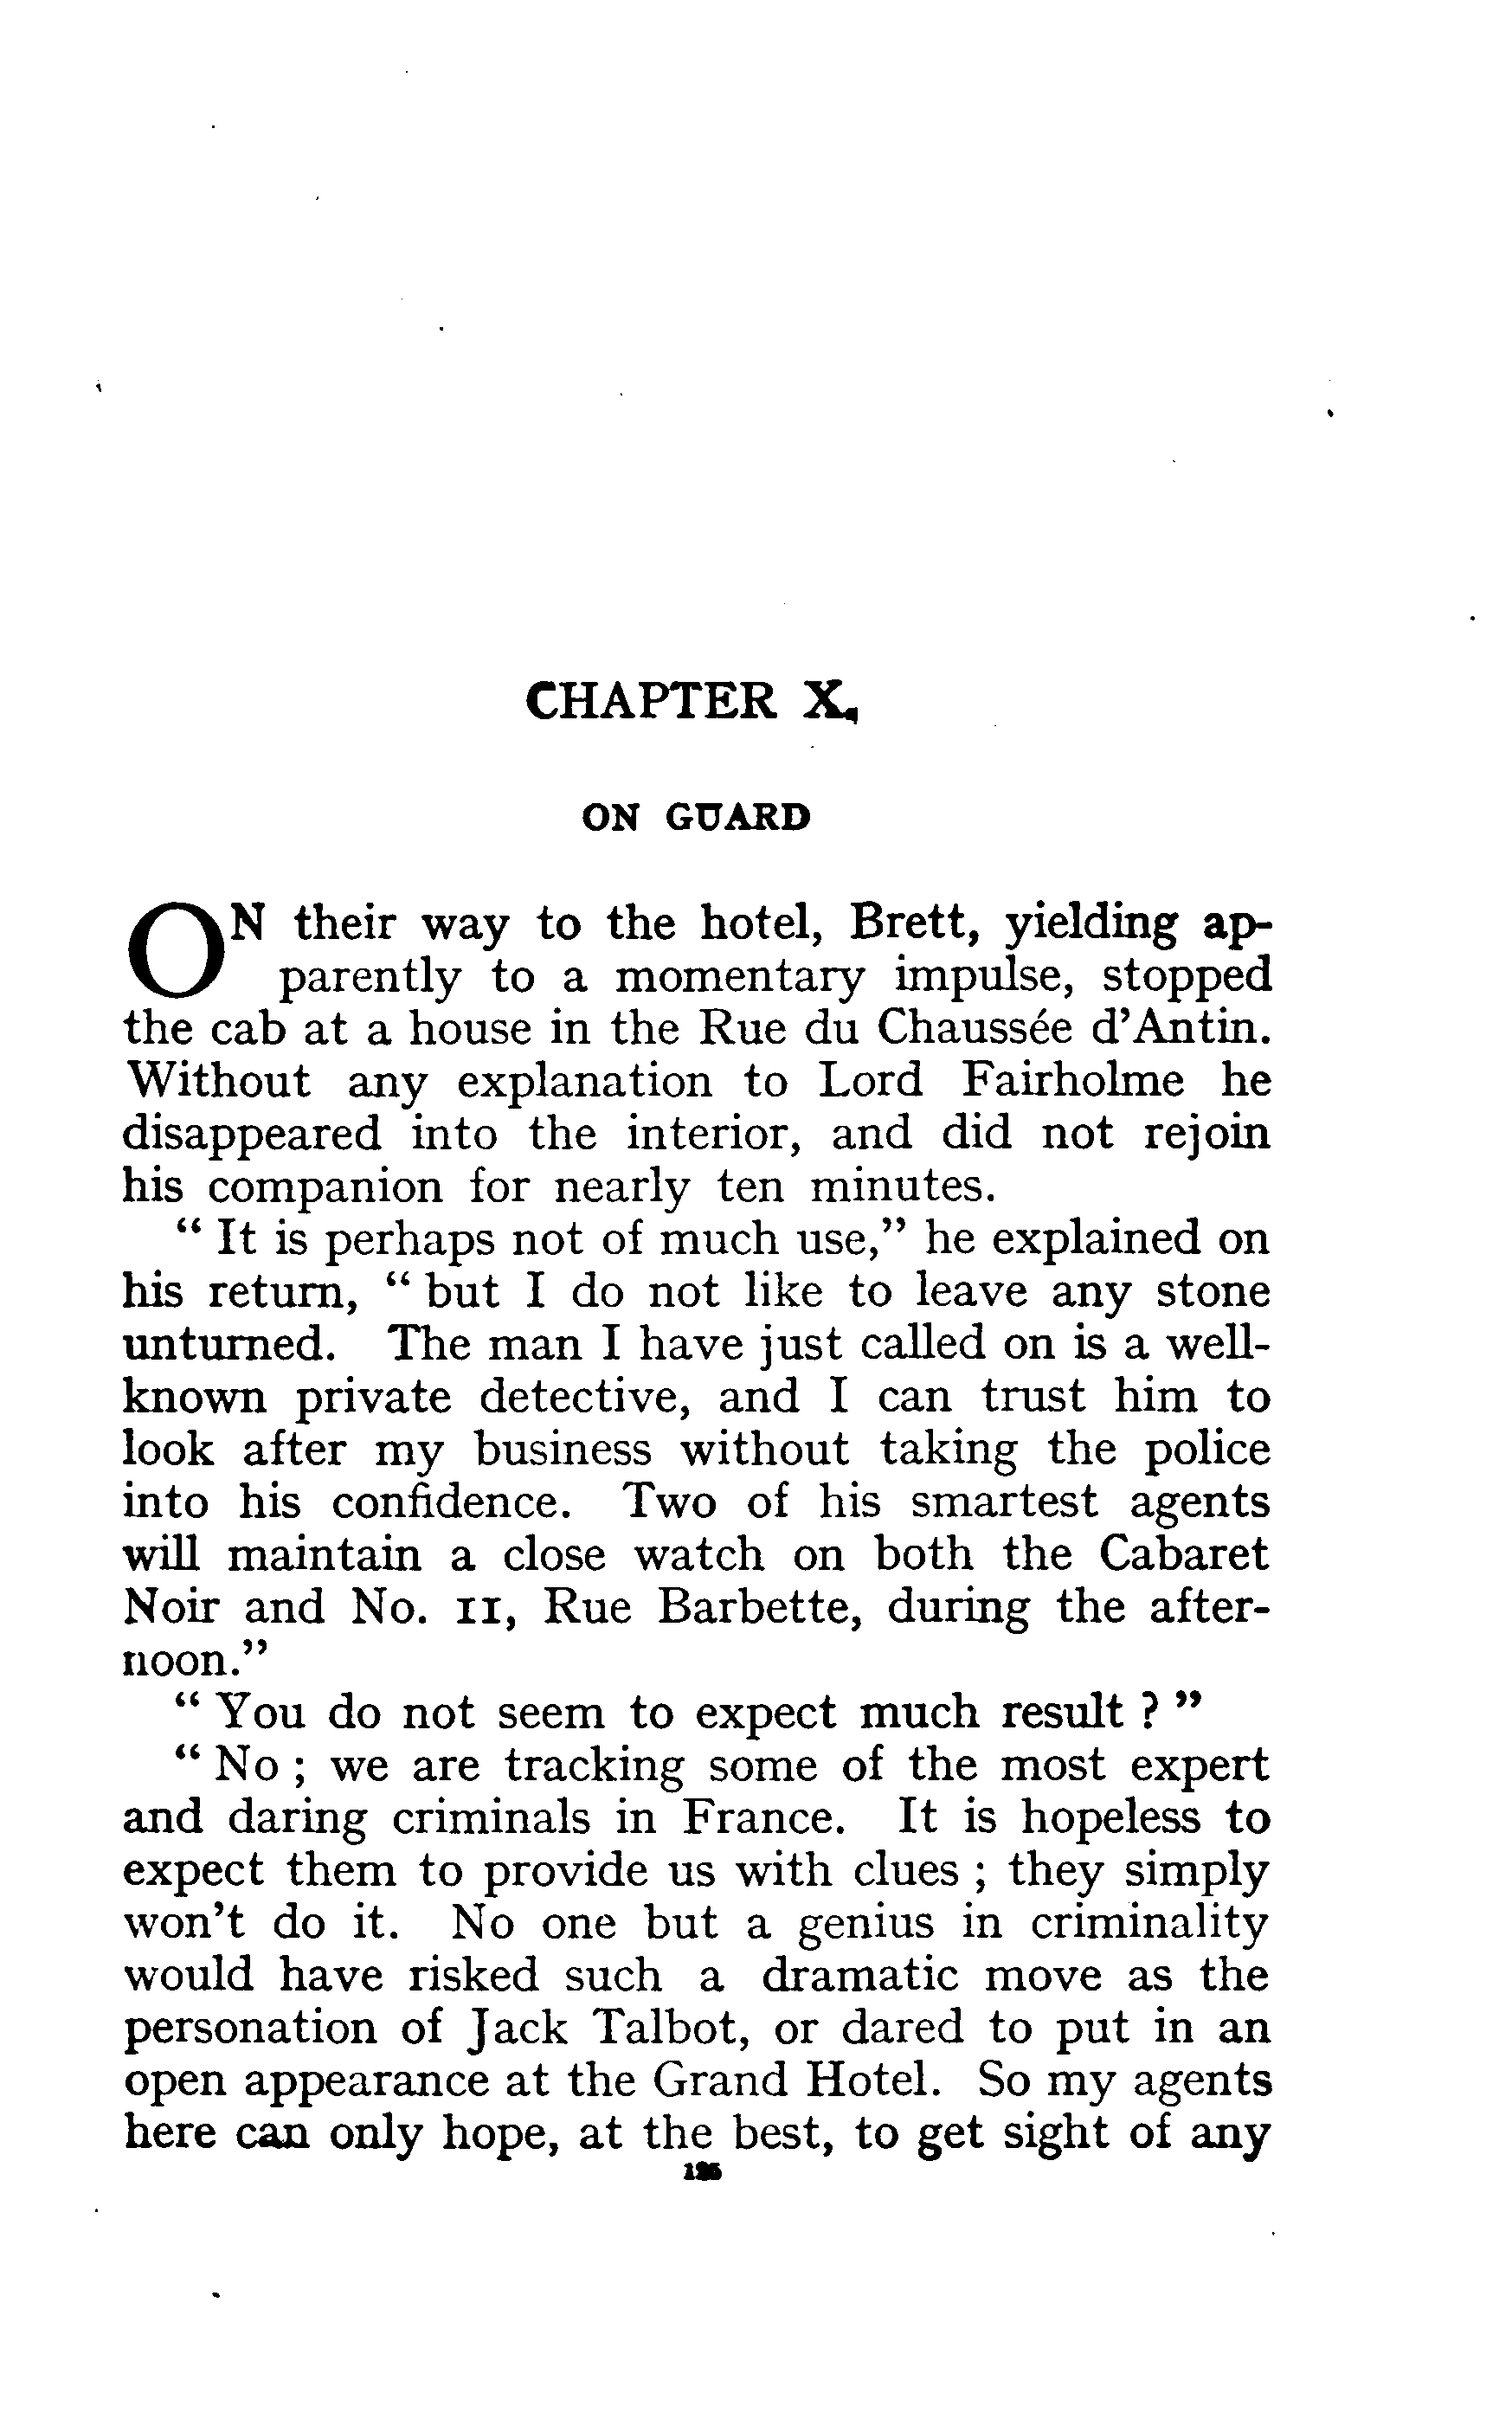 CHAPTER X.
ON GUARD
ON their way to the hotel, Brett, yielding ap-
parently to a momentary impulse, stopped
the cab at a house in the Rue du Chaussée d'Antin.
Without any explanation to Lord Fairholme he
disappeared into the interior, and did not rejoin
his companion for nearly ten minutes.
“ It is perhaps not of much use,” he explained on
his return, “ but I do not like to leave any stone
unturned. The man I have just called on is a well-
known private detective, and I can trust him to
look after my business without taking the police
into his confidence. Two of his smartest agents
will maintain a close watch on both the Cabaret
Noir and No. 11, Rue Barbette, during the after-
noon.”
“ You do not seem to expect much result ? ”
“ No ; we are tracking some of the most expert
and daring criminals in France. It is hopeless to
expect them to provide us with clues ; they simply
won't do it. No one but a genius in criminality
would have risked such a dramatic move as the
personation of Jack Talbot, or dared to put in an
open appearance at the Grand Hotel. So my agents
here can only hope, at the best, to get sight of any